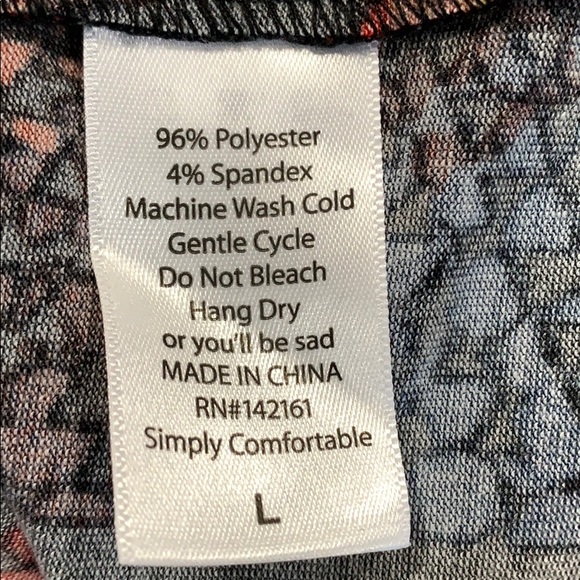 96% Polyester
4% Spandex
Machine Wash Cold
Gentle Cycle
Do Not Bleach
Hang Dry
or you'll be sad
MADE IN CHINA
RN#142161
Simply Comfortable
L